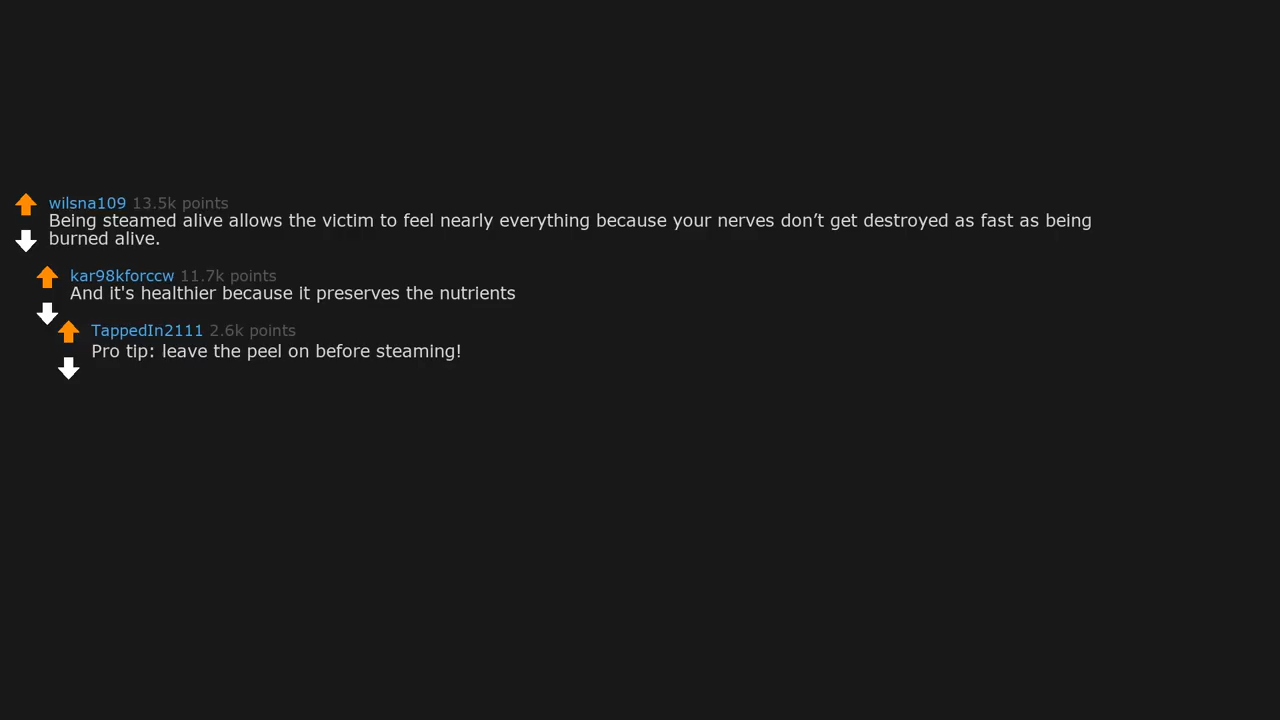 wilsna109 13.5k points
Being steamed alive allows the victim to feel nearly everything because your nerves don’t get destroyed as fast as being
burned alive.
kar98kforccw 11.7k points
And it's healthier because it preserves the nutrients
TappedIn2111 2.6k points
Pro tip: leave the peel on before steaming!